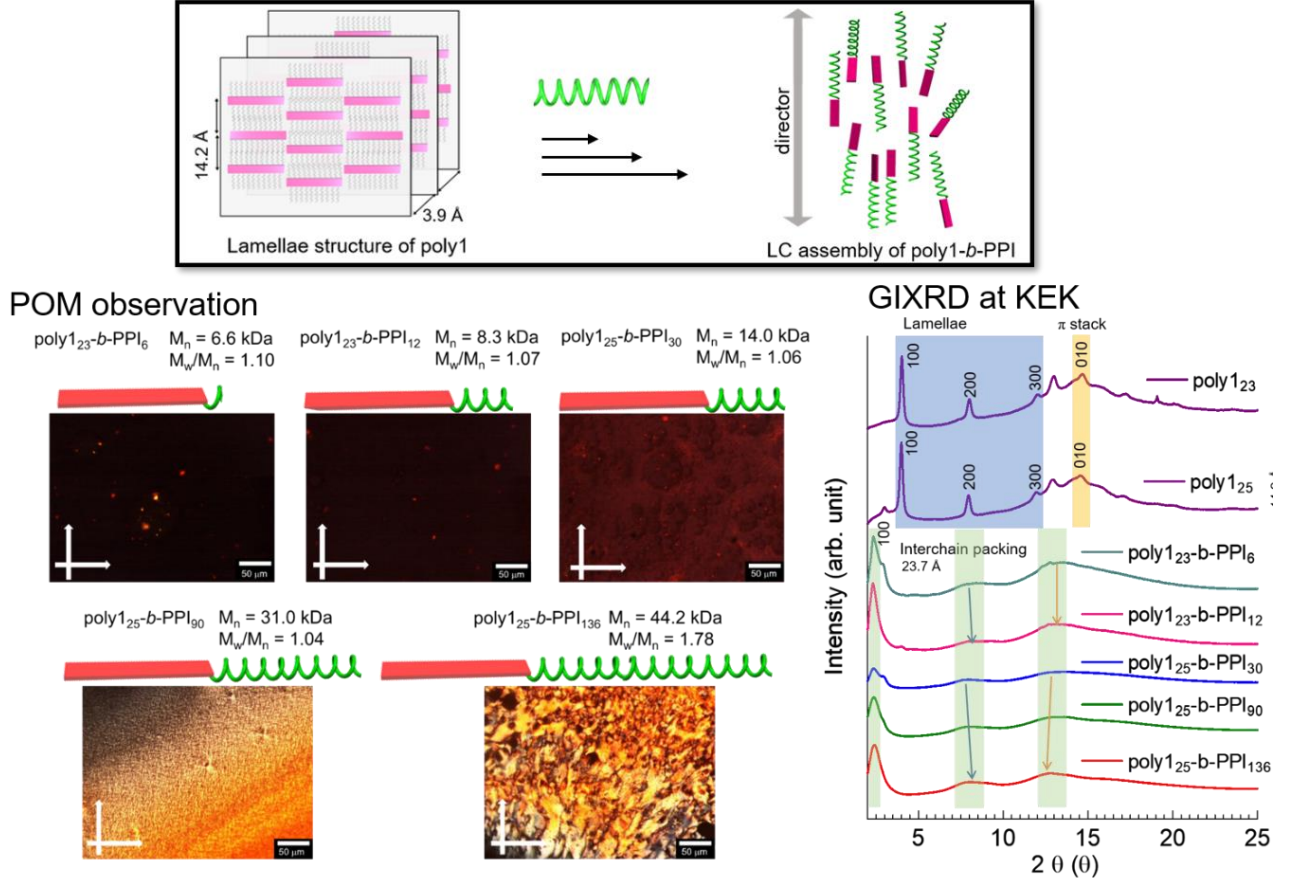 14.2 Å
3.9 Å
Lamellae structure of poly1
director
LC assembly of poly1-b-PPI
POM observation
poly1₂₃-b-PPI₆ Mₙ = 6.6 kDa
M_w/Mₙ = 1.10
poly1₂₃-b-PPI₁₂ Mₙ = 8.3 kDa
M_w/Mₙ = 1.07
poly1₂₅-b-PPI₃₀ Mₙ = 14.0 kDa
M_w/Mₙ = 1.06
50 μm
50 μm
50 μm
poly1₂₅-b-PPI₉₀ Mₙ = 31.0 kDa
M_w/Mₙ = 1.04
poly1₂₅-b-PPI₁₃₆ Mₙ = 44.2 kDa
M_w/Mₙ = 1.78
50 μm
50 μm
GIXRD at KEK
Lamellae
π stack
100
200
300
010
poly1₂₃
100
200
300
010
poly1₂₅
100
Interchain packing
23.7 Å
poly1₂₃-b-PPI₆
poly1₂₃-b-PPI₁₂
poly1₂₅-b-PPI₃₀
poly1₂₅-b-PPI₉₀
poly1₂₅-b-PPI₁₃₆
Intensity (arb. unit)
5 10 15 20 25
2 θ (θ)